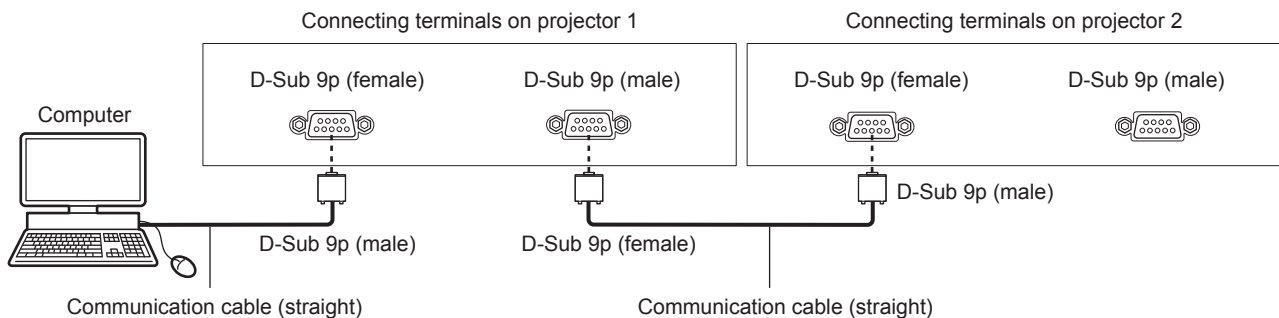 Connecting terminals on projector 1
Connecting terminals on projector 2
D-Sub 9p (female)
D-Sub 9p (male)
D-Sub 9p (female)
D-Sub 9p (male)
Computer
D-Sub 9p (male)
D-Sub 9p (male)
D-Sub 9p (female)
Communication cable (straight)
Communication cable (straight)